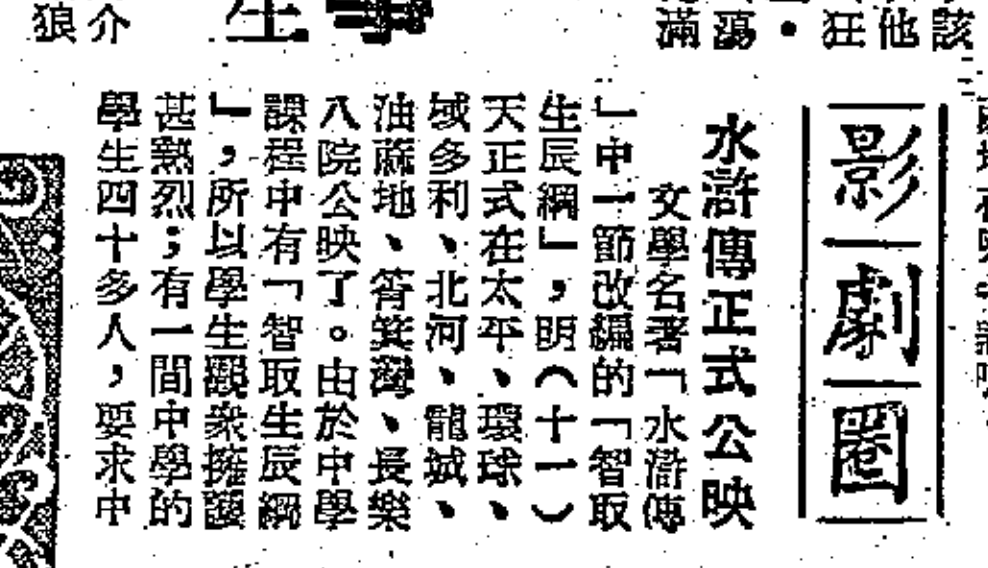 該
他
狂
・
蕩
滿
影劇圈
水滸傳正式公映
文學名著「水滸傳
」中一節改編的「智取
生辰綱」，明（十一）
天正式在太平、環球、
域多利、北河、龍城、
油蔴地、筲箕灣、長樂
八院公映了。由於中學
課程中有「智取生辰綱
」，所以學生觀衆擁護
甚熱烈；有一間中學的
學生四十多人，要求中
介
狼